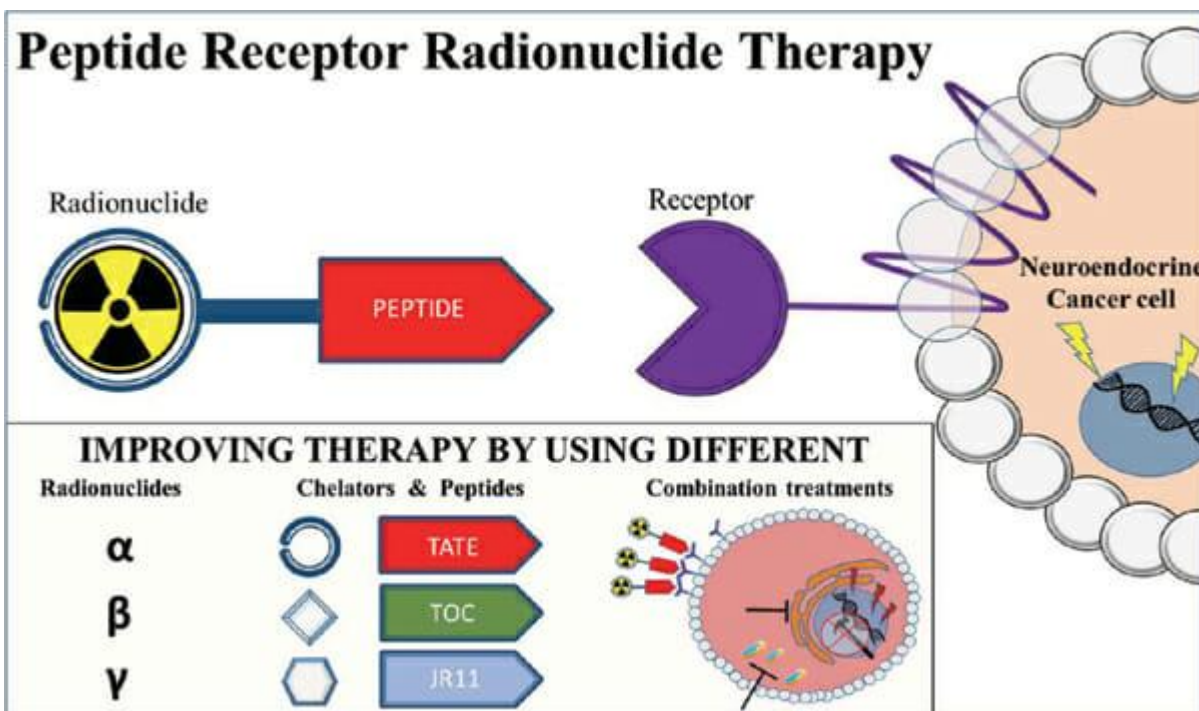 Peptide Receptor Radionuclide Therapy
Radionuclide
PEPTIDE
Receptor
Neuroendocrine
Cancer cell
IMPROVING THERAPY BY USING DIFFERENT
Radionuclides
Chelators & Peptides
Combination treatments
α
TATE
β
TOC
γ
JR11